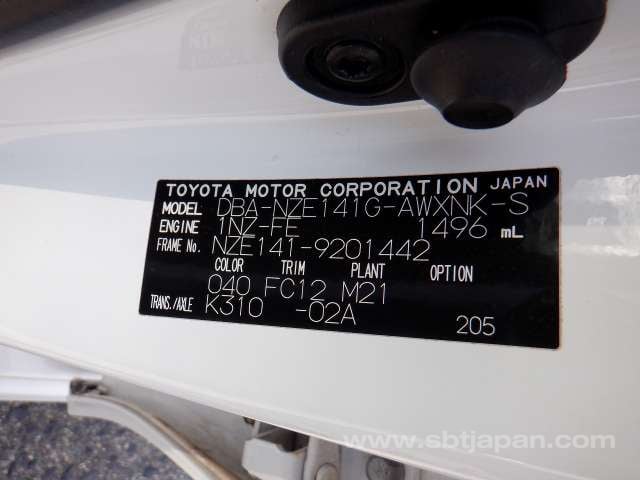 TOYOTA MOTOR CORPORATION JAPAN
MODEL DBA-NZE141G-AWXNK-S
ENGINE 1NZ-FE 1496 mL
FRAME No. NZE141-9201442
COLOR TRIM PLANT OPTION
040 FC12 M21
TRANS./AXLE K310 -02A
205
www.sbtjapan.com